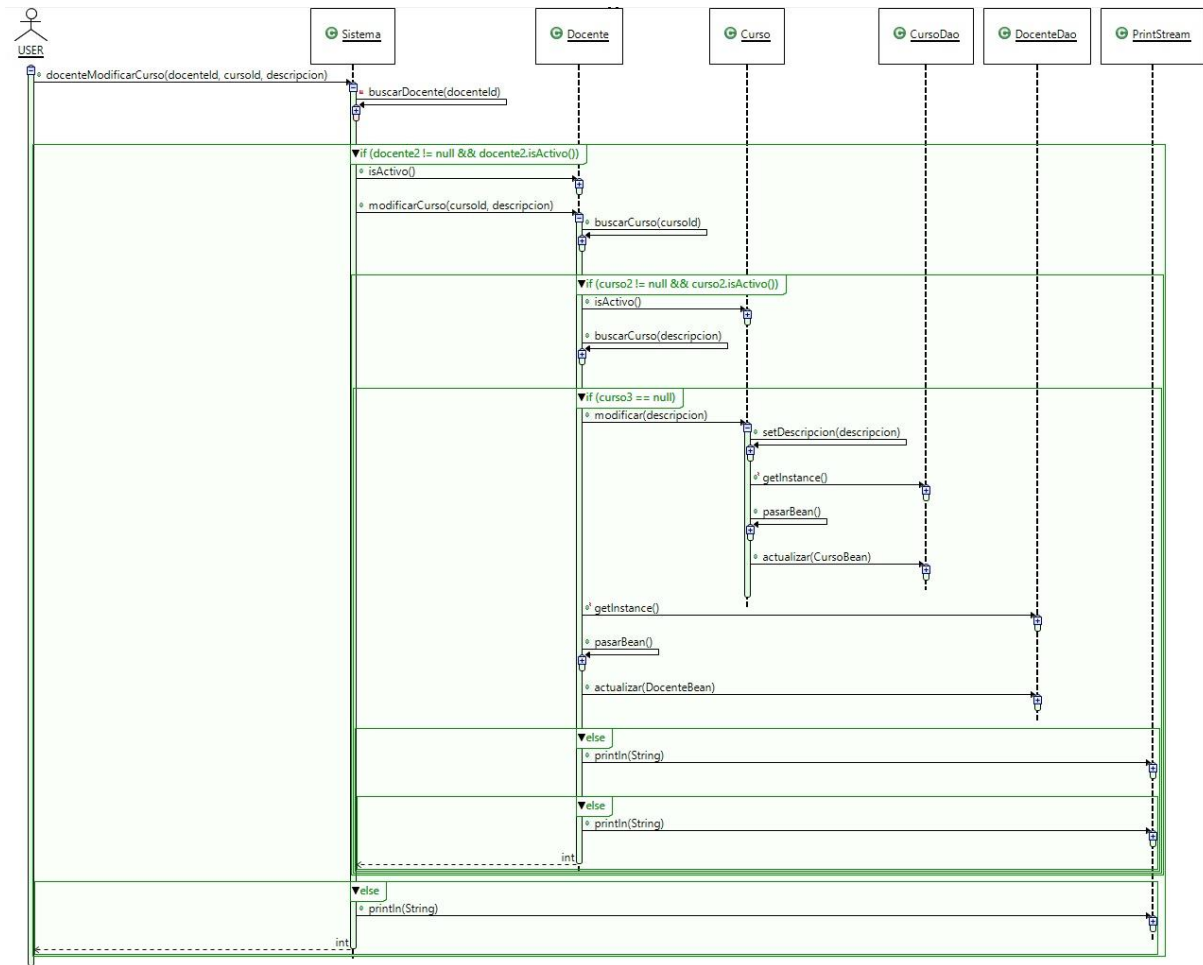 USER
Sistema
Docente
Curso
CursoDao
DocenteDao
PrintStream
docenteModificarCurso(docenteId, cursoId, descripcion)
buscarDocente(docenteId)
if (docente2 != null && docente2.isActivo())
isActivo()
modificarCurso(cursoId, descripcion)
buscarCurso(cursoId)
if (curso2 != null && curso2.isActivo())
isActivo()
buscarCurso(descripcion)
if (curso3 == null)
modificar(descripcion)
setDescripcion(descripcion)
getInstance()
pasarBean()
actualizar(CursoBean)
getInstance()
pasarBean()
actualizar(DocenteBean)
else
println(String)
else
println(String)
int
else
println(String)
int